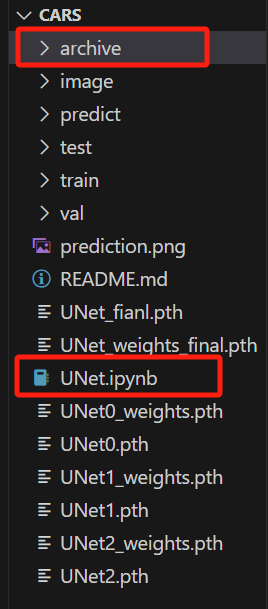 CARS
archive
image
predict
test
train
val
prediction.png
README.md
UNet_fianl.pth
UNet_weights_final.pth
UNet.ipynb
UNet0_weights.pth
UNet0.pth
UNet1_weights.pth
UNet1.pth
UNet2_weights.pth
UNet2.pth